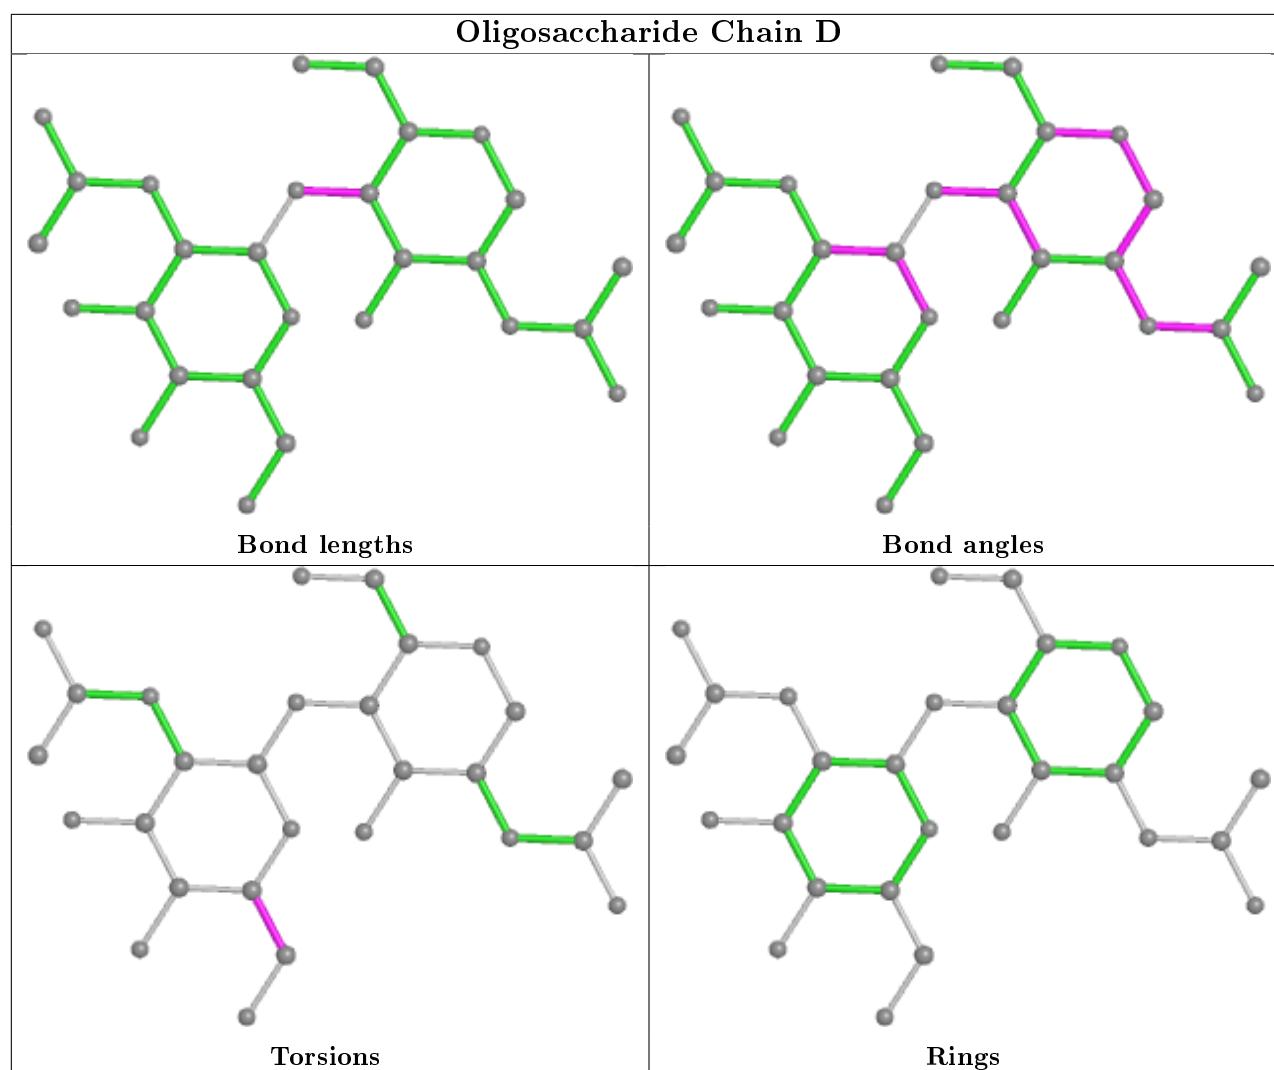 Oligosaccharide Chain D
Bond lengths
Bond angles
Torsions
Rings